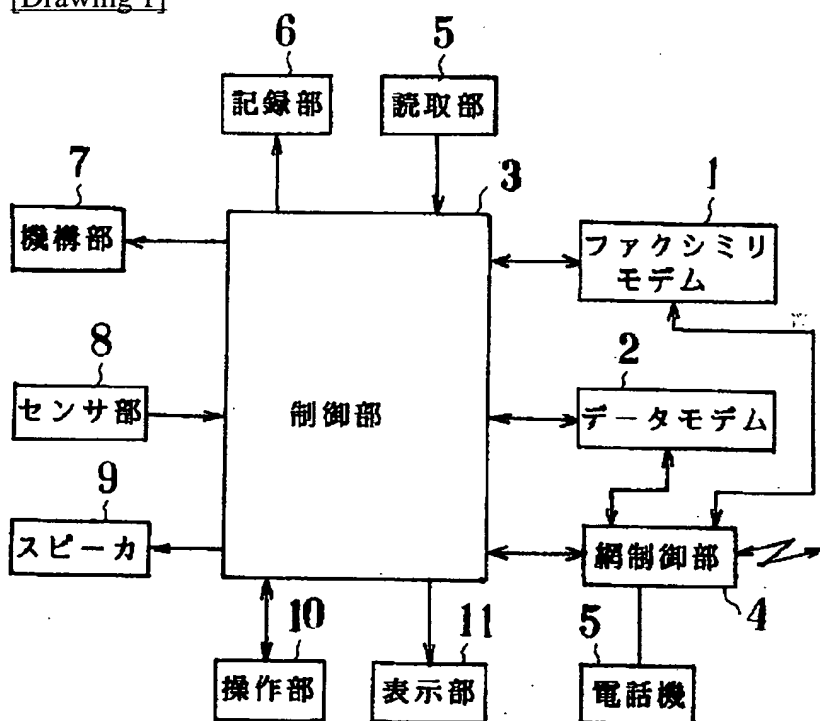 [Drawing 1]
6
5
記録部
読取部
7
3
1
機構部
ファクシミリ
モデム
8
2
センサ部
制御部
データモデム
9
スピーカ
網制御部
4
10
11
5
操作部
表示部
電話機